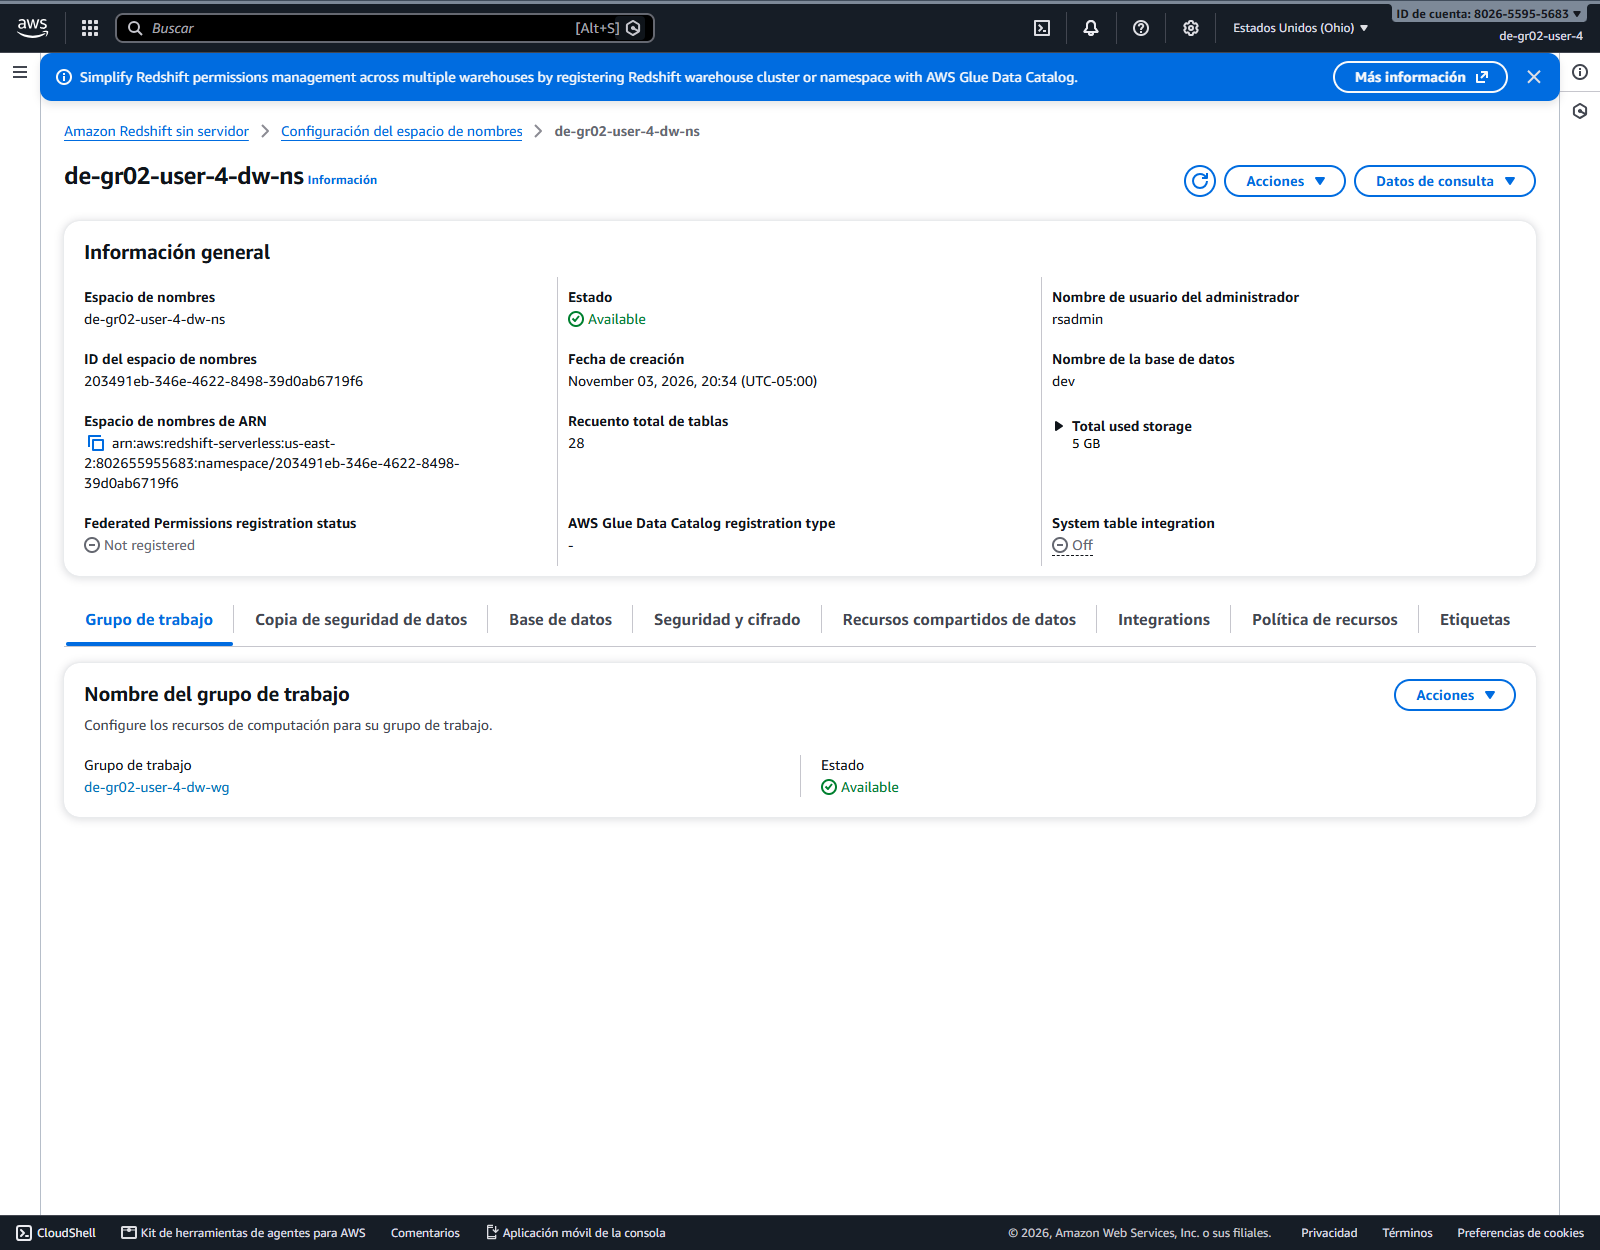 aws
Buscar
[Alt+S]
Estados Unidos (Ohio)
ID de cuenta: 8026-5595-5683
de-gr02-user-4
Simplify Redshift permissions management across multiple warehouses by registering Redshift warehouse cluster or namespace with AWS Glue Data Catalog.
Más información
Amazon Redshift sin servidor
Configuración del espacio de nombres
de-gr02-user-4-dw-ns
de-gr02-user-4-dw-ns Información
Acciones
Datos de consulta
Información general
Espacio de nombres
de-gr02-user-4-dw-ns
ID del espacio de nombres
203491eb-346e-4622-8498-39d0ab6719f6
Espacio de nombres de ARN
arn:aws:redshift-serverless:us-east-
2:802655955683:namespace/203491eb-346e-4622-8498-
39d0ab6719f6
Federated Permissions registration status
Not registered
Estado
Available
Fecha de creación
November 03, 2026, 20:34 (UTC-05:00)
Recuento total de tablas
28
AWS Glue Data Catalog registration type
-
Nombre de usuario del administrador
rsadmin
Nombre de la base de datos
dev
Total used storage
5 GB
System table integration
Off
Grupo de trabajo
Copia de seguridad de datos
Base de datos
Seguridad y cifrado
Recursos compartidos de datos
Integrations
Política de recursos
Etiquetas
Nombre del grupo de trabajo
Acciones
Configure los recursos de computación para su grupo de trabajo.
Grupo de trabajo
de-gr02-user-4-dw-wg
Estado
Available
CloudShell
Kit de herramientas de agentes para AWS
Comentarios
Aplicación móvil de la consola
© 2026, Amazon Web Services, Inc. o sus filiales.
Privacidad
Términos
Preferencias de cookies